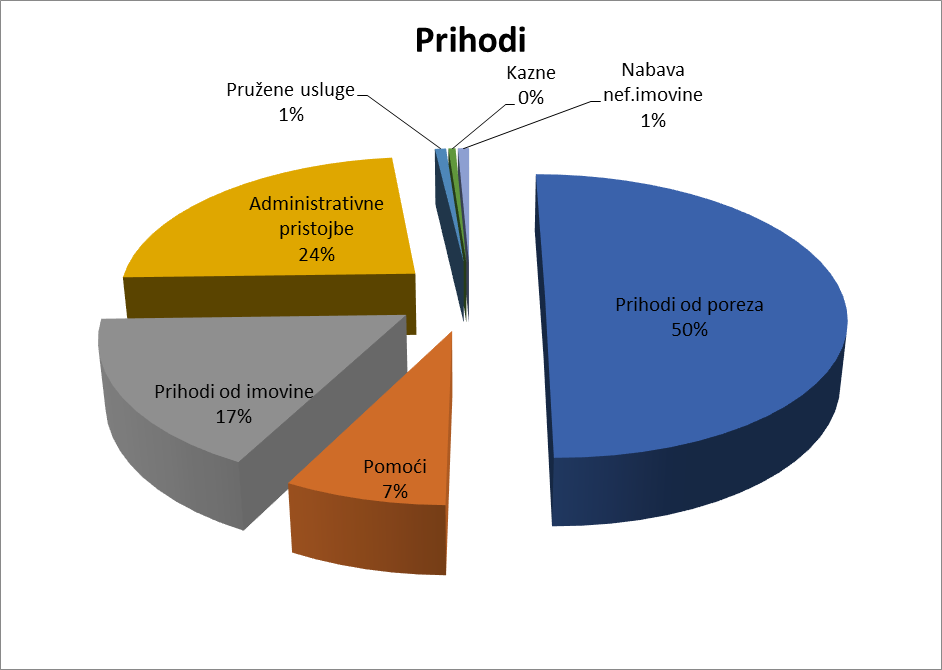 Prihodi
Pružene usluge
1%
Kazne
0%
Nabava
nef.imovine
1%
Administrativne
pristojbe
24%
Prihodi od poreza
50%
Prihodi od imovine
17%
Pomoći
7%